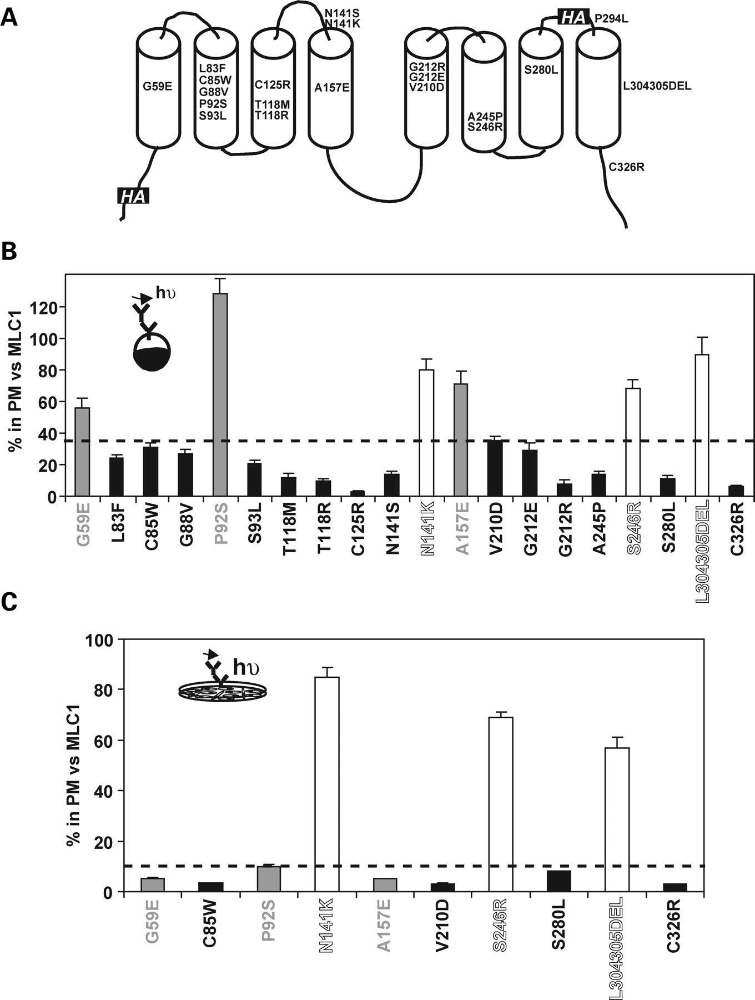 A
N141S
N141K
HA
P294L
G59E
L83F
C85W
G88V
P92S
S93L
C125R
T118M
T118R
A157E
G212R
G212E
V210D
A245P
S246R
S280L
L304305DEL
C326R
HA
B
% in PM vs MLC1
120
100
80
60
40
20
0
hυ
G59E
L83F
C85W
G88V
P92S
S93L
T118M
T118R
C125R
N141S
N141K
A157E
V210D
G212E
G212R
A245P
S246R
S280L
L304305DEL
C326R
C
% in PM vs MLC1
100
80
60
40
20
0
hυ
G59E
C85W
P92S
N141K
A157E
V210D
S246R
S280L
L304305DEL
C326R